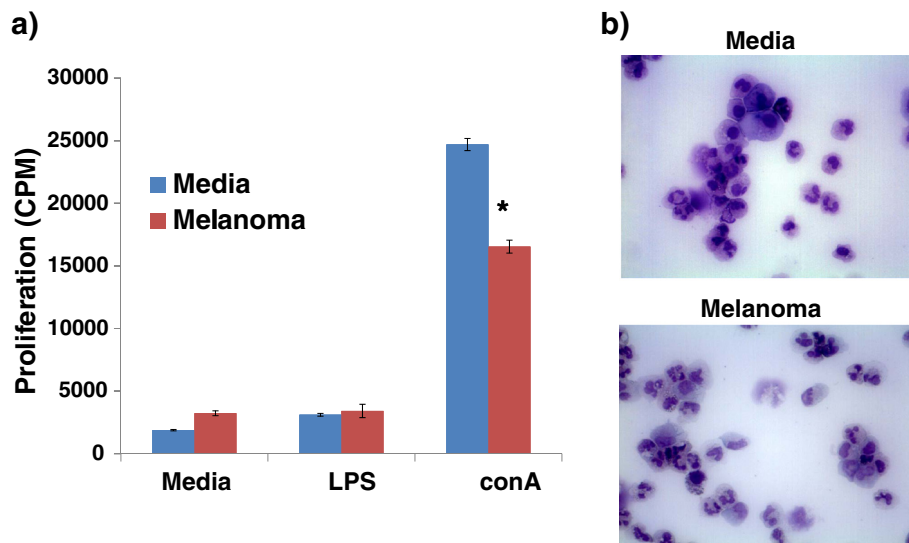 a)
Proliferation (CPM)
30000
25000
20000
15000
10000
5000
0
Media
Melanoma
*
Media
LPS
conA
b)
Media
Melanoma